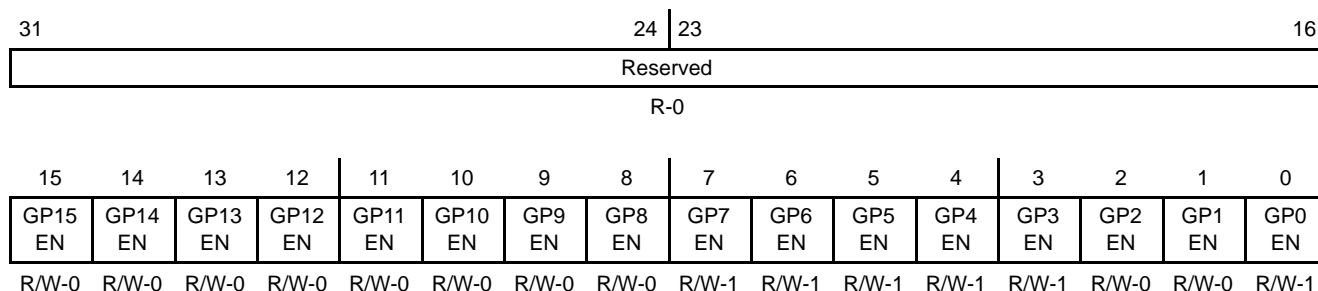 31 24 23 16
Reserved
R-0
15 14 13 12 11 10 9 8 7 6 5 4 3 2 1 0
GP15 GP14 GP13 GP12 GP11 GP10 GP9 GP8 GP7 GP6 GP5 GP4 GP3 GP2 GP1 GP0
EN EN EN EN EN EN EN EN EN EN EN EN EN EN EN EN
R/W-0 R/W-0 R/W-0 R/W-0 R/W-0 R/W-0 R/W-0 R/W-0 R/W-1 R/W-1 R/W-1 R/W-1 R/W-1 R/W-0 R/W-0 R/W-1